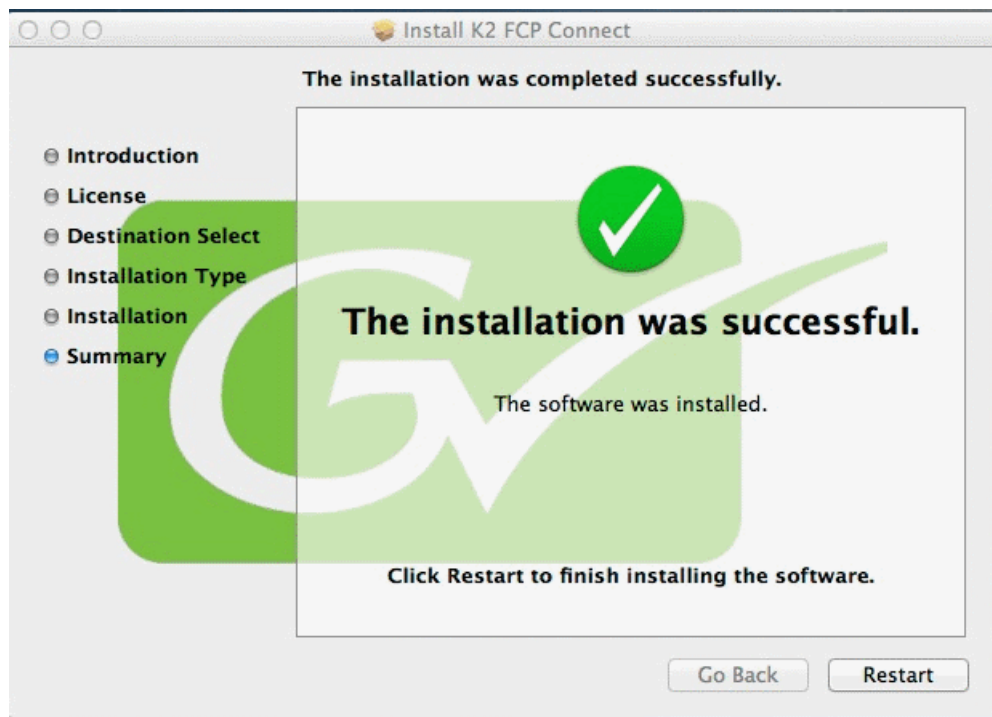 Install K2 FCP Connect
The installation was completed successfully.
Introduction
License
Destination Select
Installation Type
Installation
Summary
The installation was successful.
The software was installed.
Click Restart to finish installing the software.
Go Back
Restart